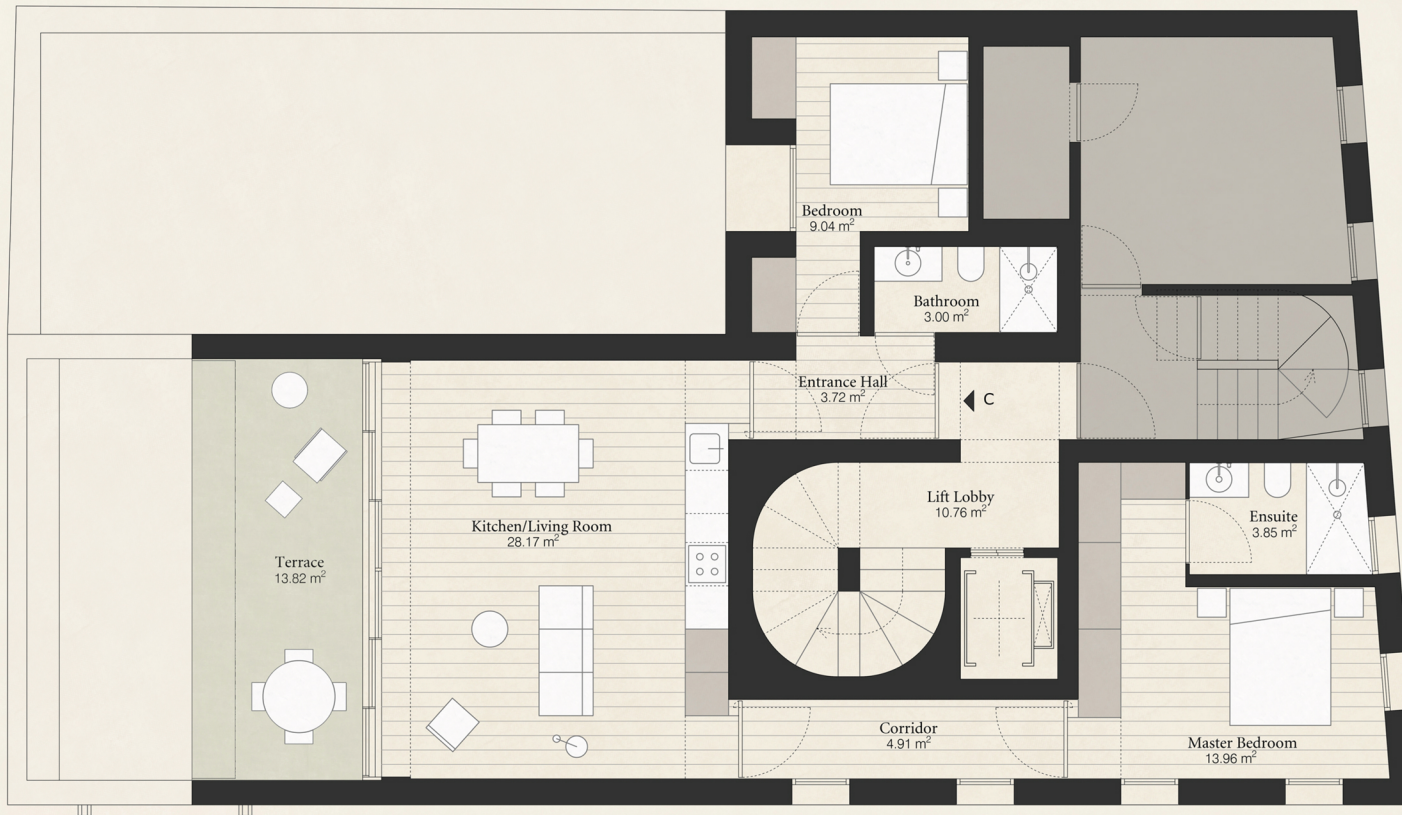 Bedroom
9.04 m²
Bathroom
3.00 m²
Entrance Hall
3.72 m²
C
Lift Lobby
10.76 m²
Ensuite
3.85 m²
Kitchen/Living Room
28.17 m²
Terrace
13.82 m²
Corridor
4.91 m²
Master Bedroom
13.96 m²